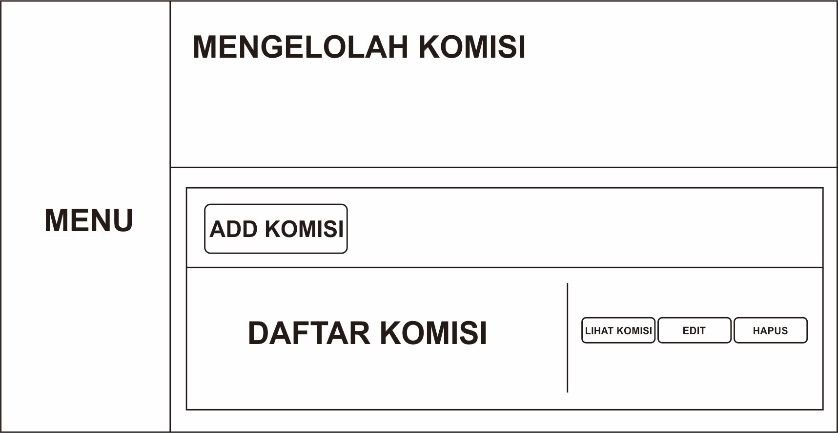 MENGELOLAH KOMISI
MENU
ADD KOMISI
DAFTAR KOMISI
LIHAT KOMISI
EDIT
HAPUS